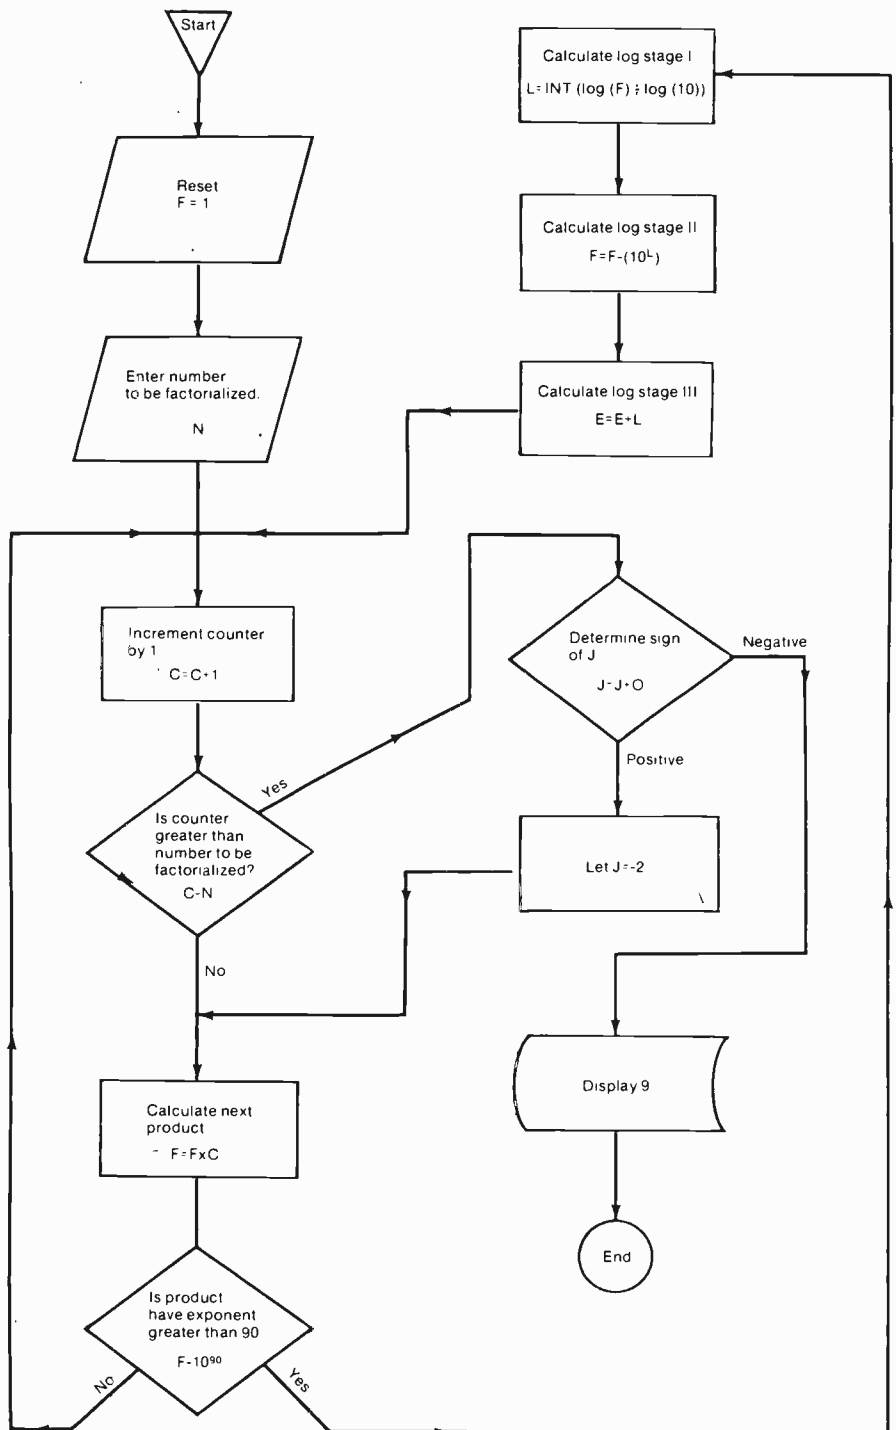 Start
Reset
F = 1
Enter number
to be factorialized.
N
Increment counter
by 1
C=C+1
Is counter
greater than
number to be
factorialized?
C-N
Yes
No
Calculate next
product
F=FxC
Is product
have exponent
greater than 90
F-10⁹⁰
No
Yes
Calculate log stage I
L=INT (log (F) ÷ log (10))
Calculate log stage II
F=F-(10ᴸ)
Calculate log stage III
E=E+L
Determine sign
of J
J-J+O
Negative
Positive
Let J=-2
Display 9
End